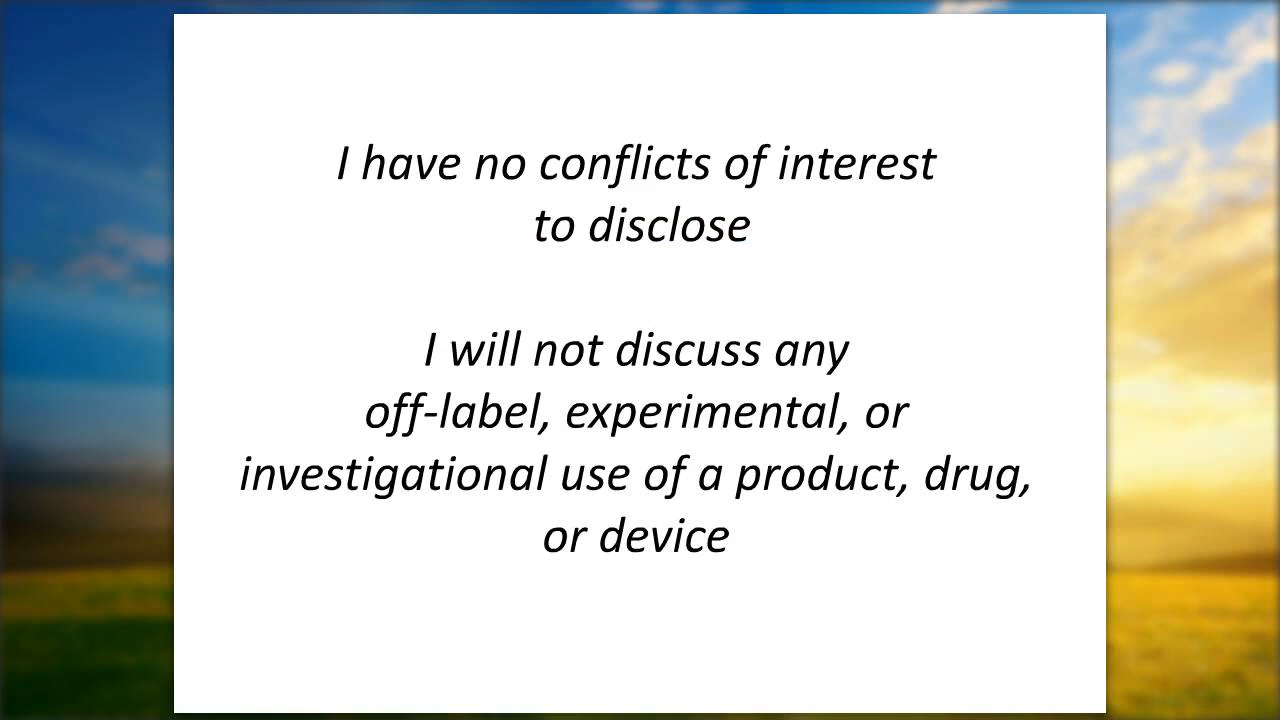 I have no conflicts of interest
to disclose
I will not discuss any
off-label, experimental, or
investigational use of a product, drug,
or device